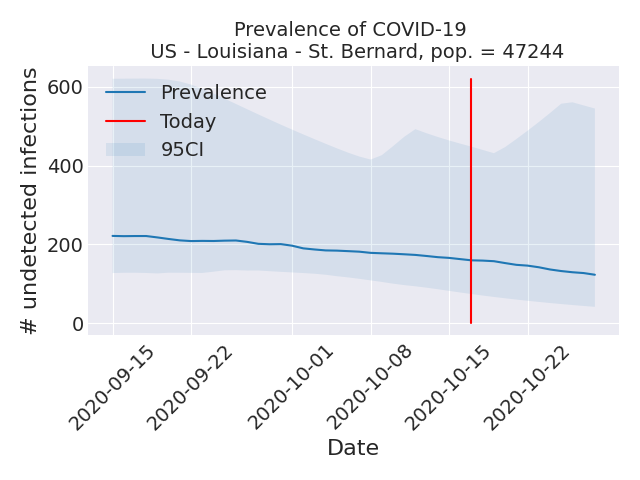 Prevalence of COVID-19
US - Louisiana - St. Bernard, pop. = 47244
# undetected infections
600
400
200
0
Prevalence
Today
95CI
2020-09-15
2020-09-22
2020-10-01
2020-10-08
2020-10-15
2020-10-22
Date